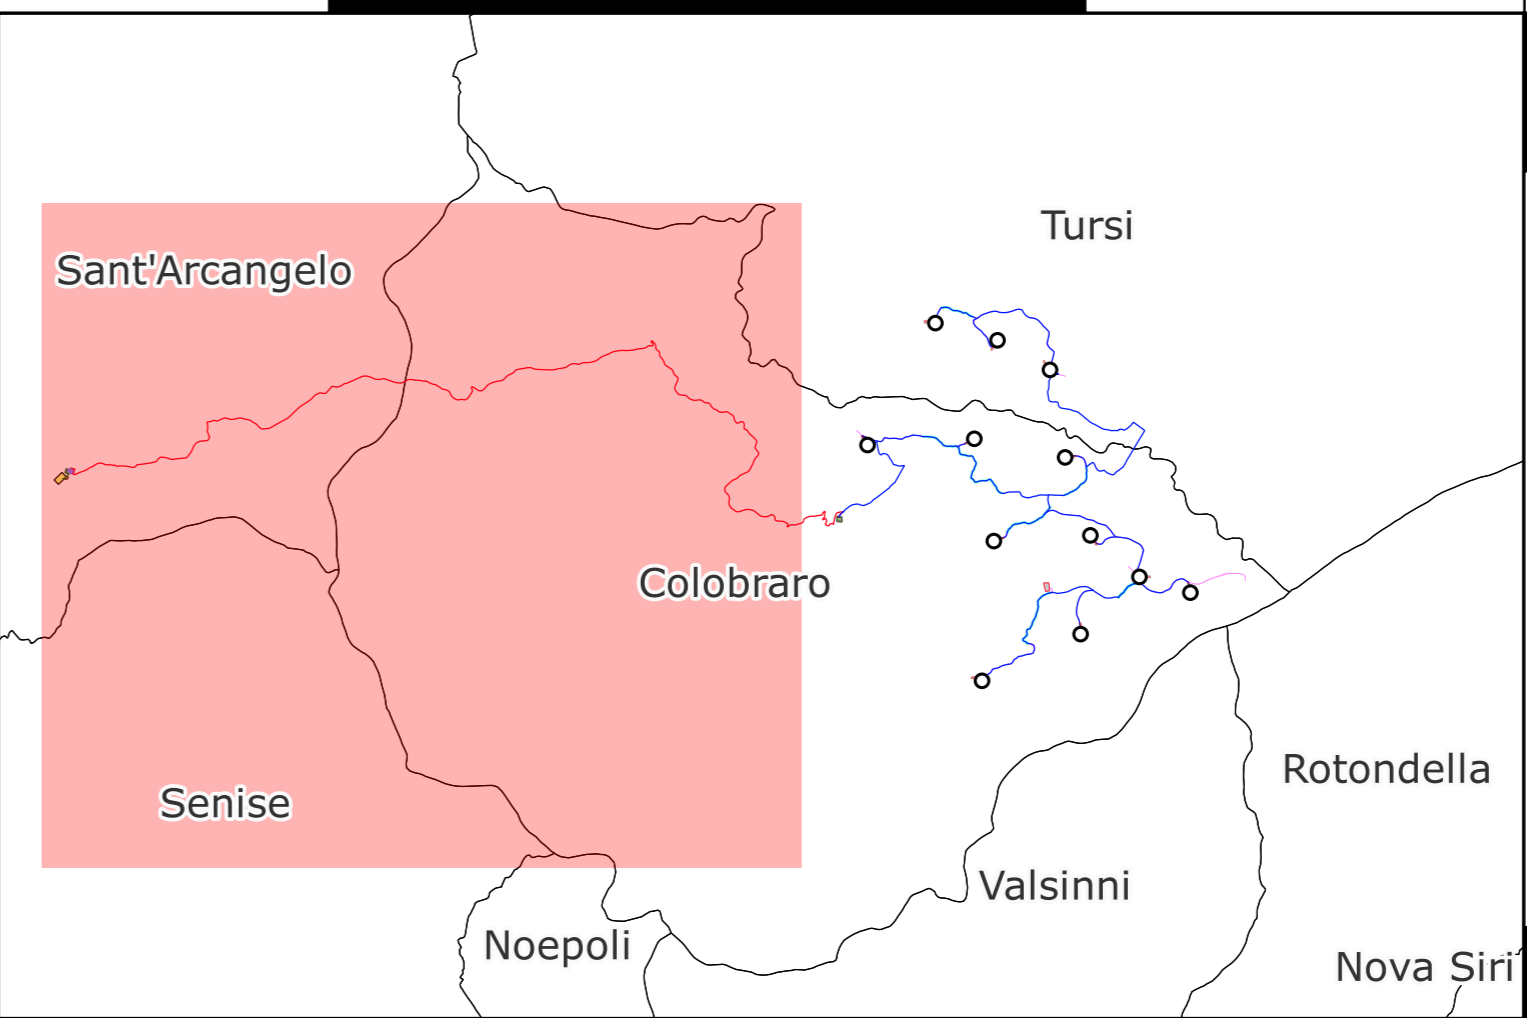 Tursi
Sant'Arcangelo
Colobraro
Rotondella
Senise
Valsinni
Noepoli
Nova Siri